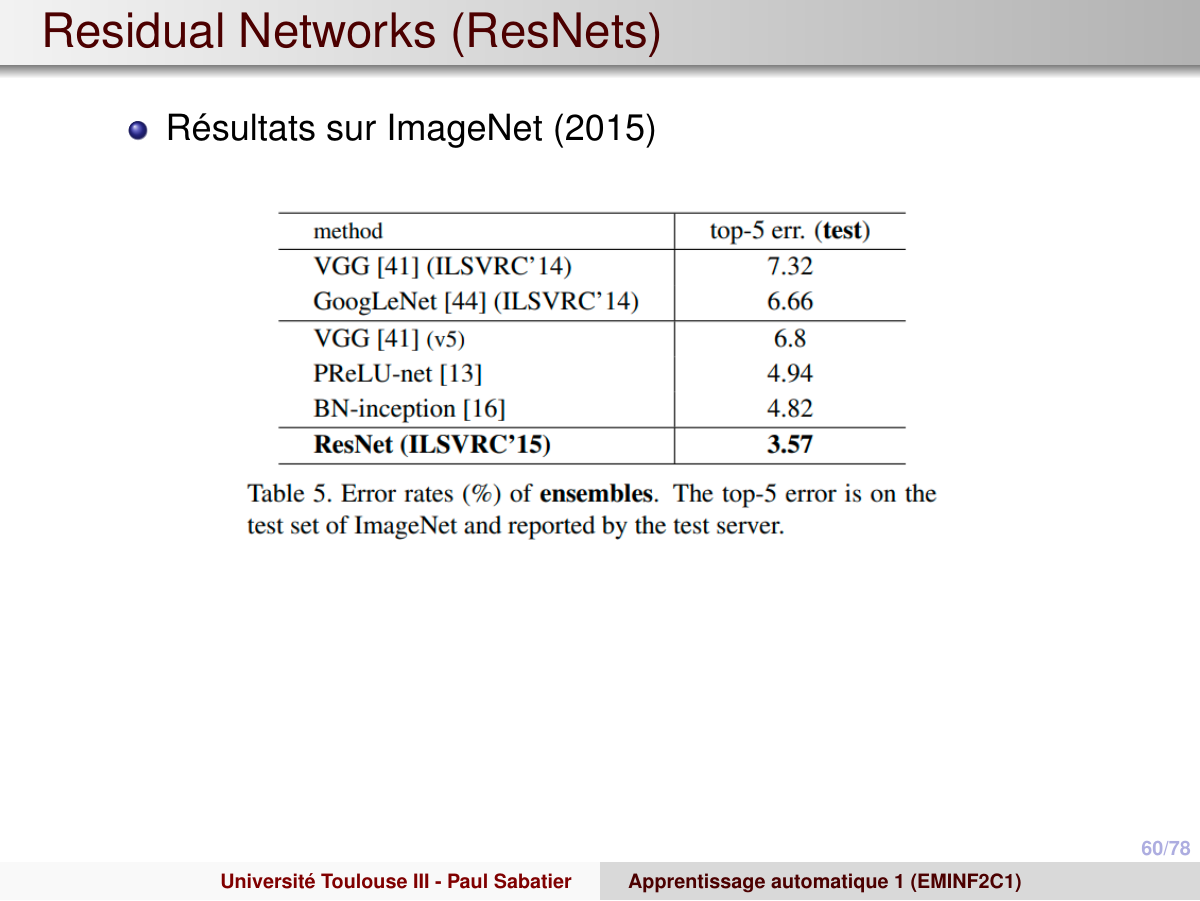 Residual Networks (ResNets)
Résultats sur ImageNet (2015)
method top-5 err. (test)
VGG [41] (ILSVRC'14) 7.32
GoogLeNet [44] (ILSVRC'14) 6.66
VGG [41] (v5) 6.8
PReLU-net [13] 4.94
BN-inception [16] 4.82
ResNet (ILSVRC'15) 3.57
Table 5. Error rates (%) of ensembles. The top-5 error is on the
test set of ImageNet and reported by the test server.
60/78
Université Toulouse III - Paul Sabatier Apprentissage automatique 1 (EMINF2C1)